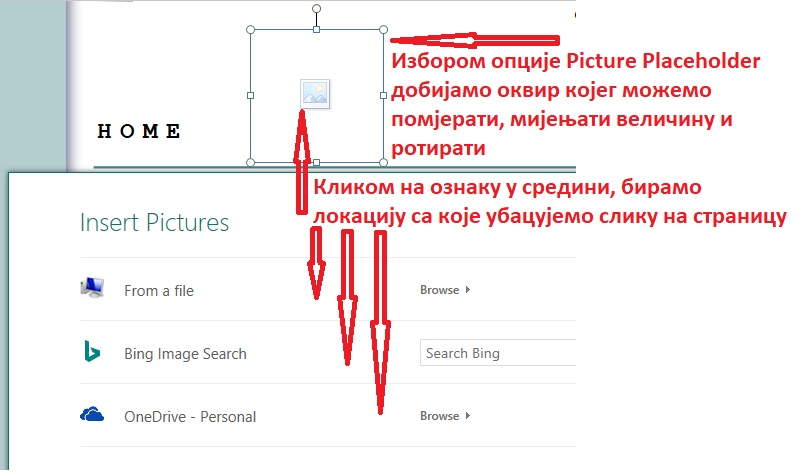 Избором опције Picture Placeholder
добијамо оквир којег можемо
помјерати, мијењати величину и
ротирати
HOME
Кликом на ознаку у средини, бирамо
локацију са које убацујемо слику на страницу
Insert Pictures
From a file
Browse
Bing Image Search
Search Bing
OneDrive - Personal
Browse